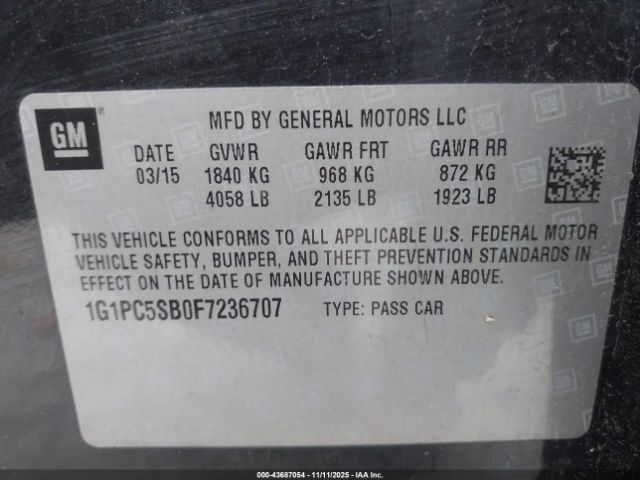 GM
MFD BY GENERAL MOTORS LLC
DATE GVWR GAWR FRT GAWR RR
03/15 1840 KG 968 KG 872 KG
4058 LB 2135 LB 1923 LB
THIS VEHICLE CONFORMS TO ALL APPLICABLE U.S. FEDERAL MOTOR
VEHICLE SAFETY, BUMPER, AND THEFT PREVENTION STANDARDS IN
EFFECT ON THE DATE OF MANUFACTURE SHOWN ABOVE.
1G1PC5SB0F7236707 TYPE: PASS CAR
000-43687054 - 11/11/2025 - IAA Inc.